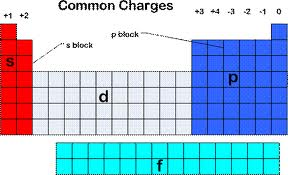 Common Charges
+1 +2
+3 +4 -3 -2 -1 0
s block
p block
s
d
p
f